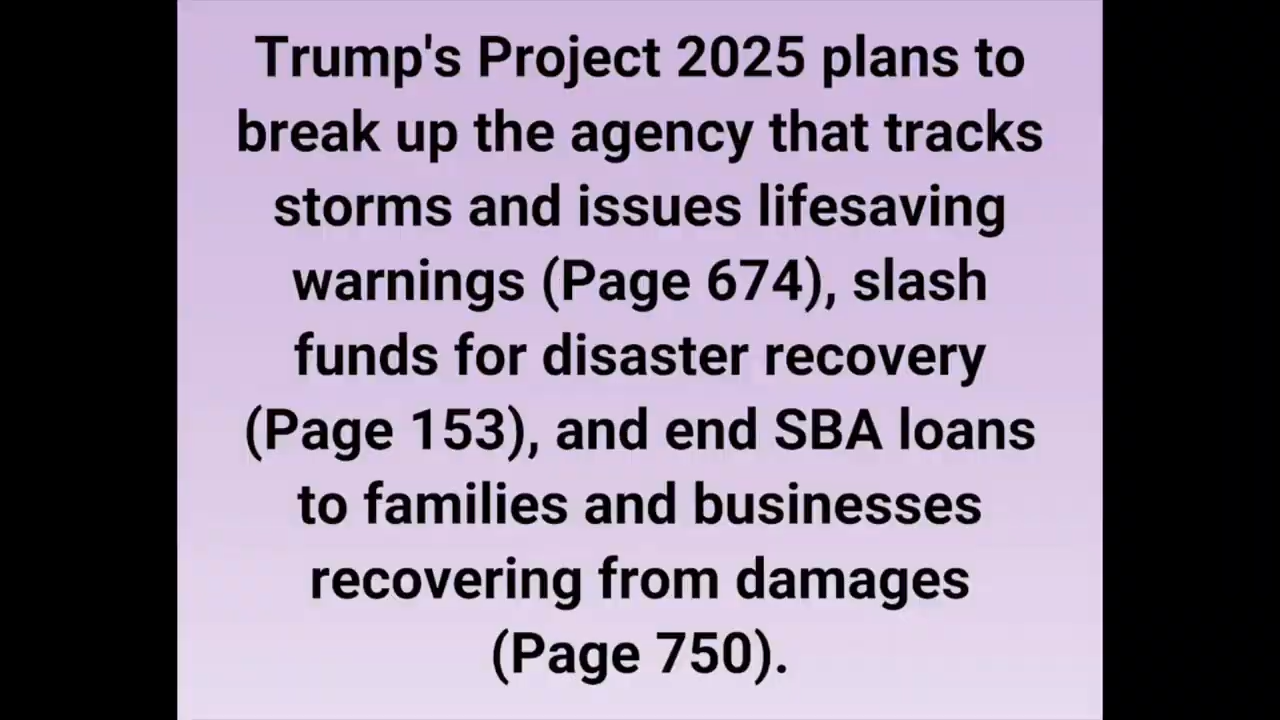 Trump's Project 2025 plans to
break up the agency that tracks
storms and issues lifesaving
warnings (Page 674), slash
funds for disaster recovery
(Page 153), and end SBA loans
to families and businesses
recovering from damages
(Page 750).